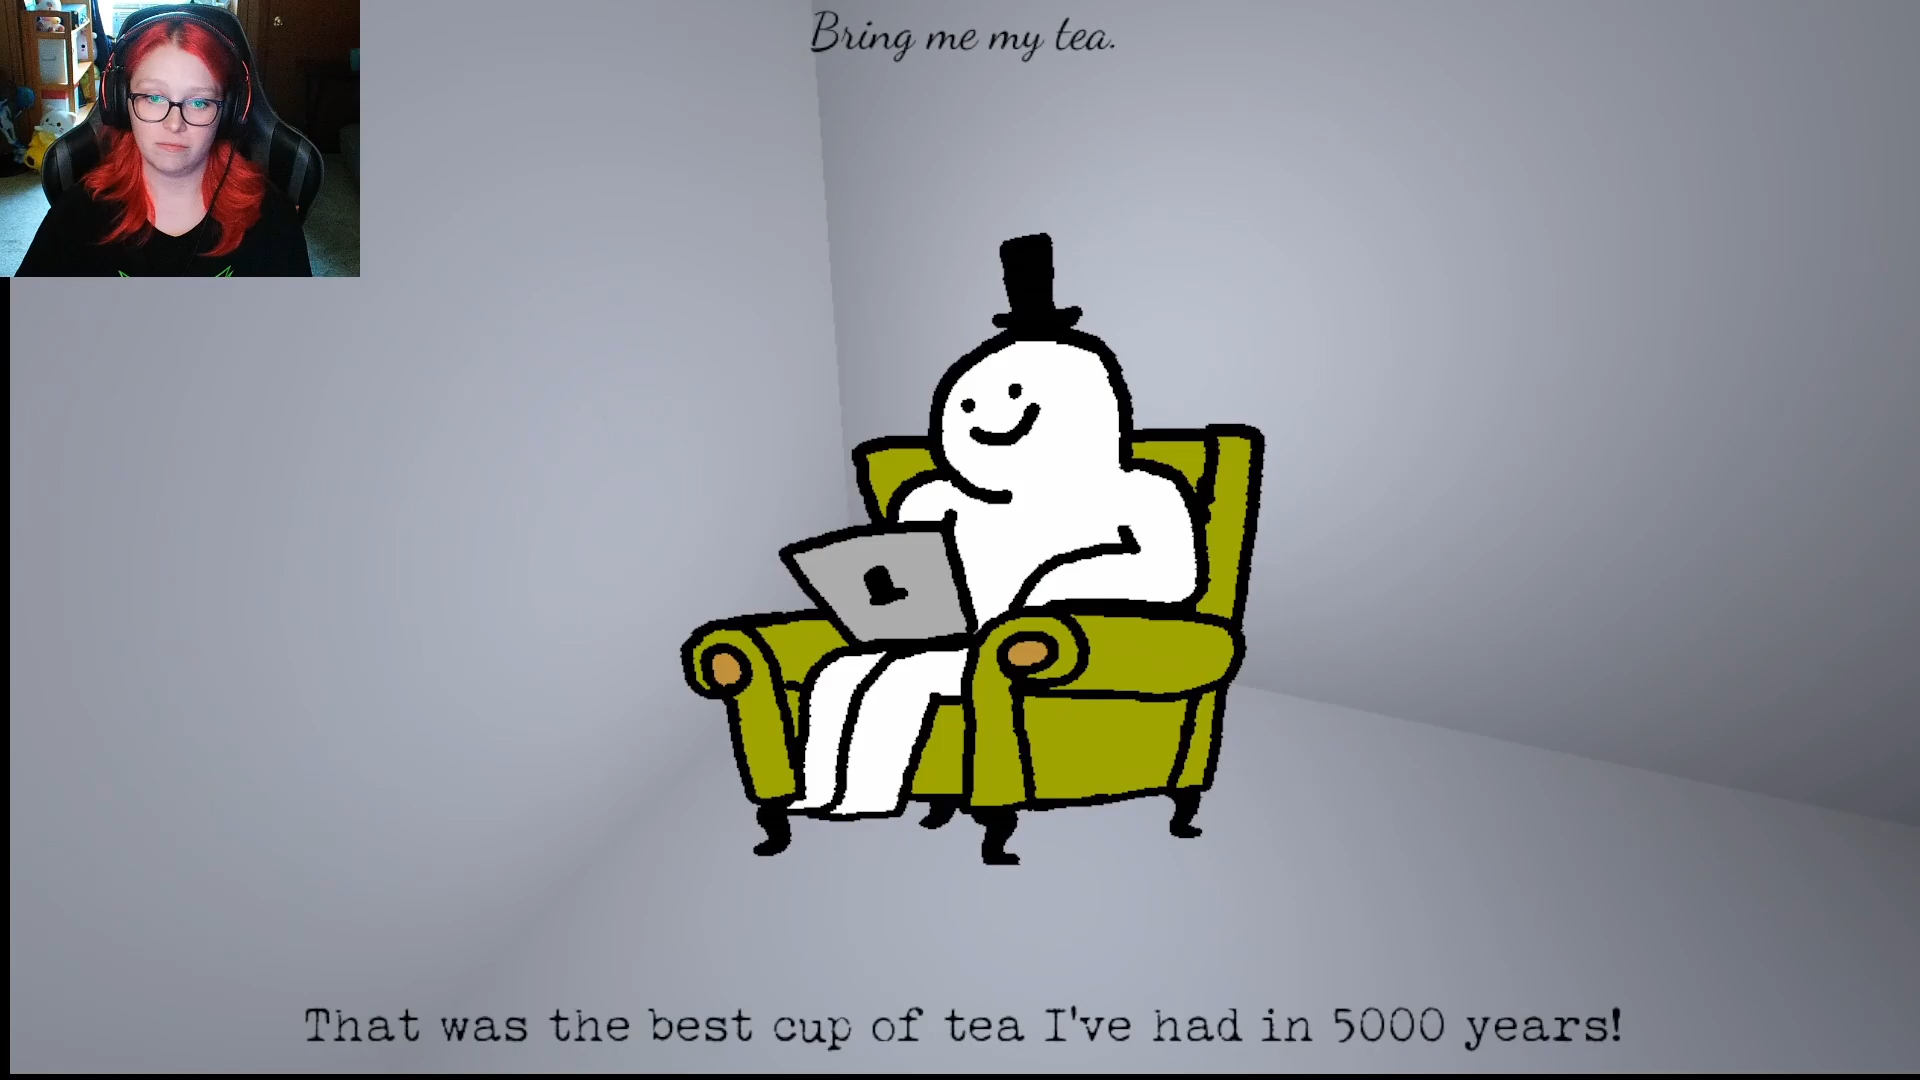 Bring me my tea.
That was the best cup of tea I've had in 5000 years!